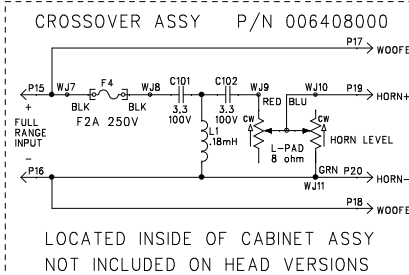 CROSSOVER ASSY P/N 006408000
P17
WOOFE
P15 WJ7 F4 WJ8 C101 C102 WJ9 WJ10 P19
HORN+
+ BLK BLK 3.3 3.3 RED BLU
100V 100V
FULL F2A 250V
RANGE
INPUT
CW CW
L1
.18mH
HORN LEVEL
L-PAD
8 ohm
-
GRN P20
P16
HORN-
WJ11
P18
WOOFE
LOCATED INSIDE OF CABINET ASSY
NOT INCLUDED ON HEAD VERSIONS